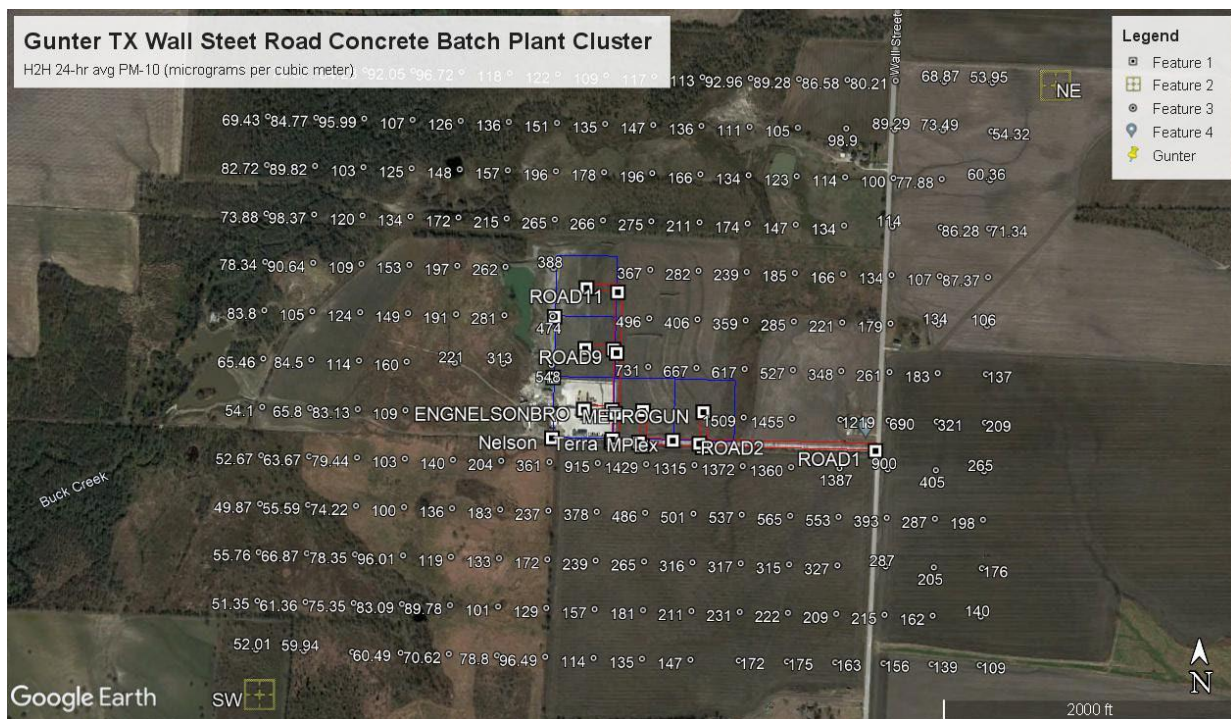 Gunter TX Wall Steet Road Concrete Batch Plant Cluster
H2H 24-hr avg PM-10 (micrograms per cubic meter)
92.05 °96.72 ° 118 ° 122 ° 109 ° 117 ° 113 °92.96 °89.28 °86.58 °80.21
68.87 53.95
Wall Street
NE
Legend
Feature 1
Feature 2
Feature 3
Feature 4
Gunter
69.43 °84.77 °95.99 ° 107 ° 126 ° 136 ° 151 ° 135 ° 147 ° 136 ° 111 ° 105 °
98.9
89.29 73.49
°54.32
82.72 °89.82 ° 103 ° 125 ° 148 ° 157 ° 196 ° 178 ° 196 ° 166 ° 134 ° 123 ° 114 ° 100 °77.88 °
60.36
73.88 °98.37 ° 120 ° 134 ° 172 ° 215 ° 265 ° 266 ° 275 ° 211 ° 174 ° 147 ° 134 °
114
°86.28 °71.34
78.34 °90.64 ° 109 ° 153 ° 197 ° 262 °
388
367 ° 282 ° 239 ° 185 ° 166 ° 134 ° 107 °87.37 °
ROAD11
83.8 ° 105 ° 124 ° 149 ° 191 ° 281 °
474
496 ° 406 ° 359 ° 285 ° 221 ° 179 °
134 106
65.46 ° 84.5 ° 114 ° 160 °
221 313
ROAD9
548
731 ° 667 ° 617 ° 527 ° 348 ° 261 ° 183 °
°137
54.1 ° 65.8 °83.13 ° 109 °
ENGNELSONBRO
METROGUN
1509 ° 1455 °
°1219 °690 °321 °209
Nelson
Terra
MPlex
ROAD2
ROAD1
52.67 °63.67 °79.44 ° 103 ° 140 ° 204 ° 361 ° 915 ° 1429 ° 1315 ° 1372 ° 1360 °
1387
900
405
265
Buck Creek
49.87 °55.59 °74.22 ° 100 ° 136 ° 183 ° 237 ° 378 ° 486 ° 501 ° 537 ° 565 ° 553 ° 393 ° 287 ° 198 °
55.76 °66.87 °78.35 °96.01 ° 119 ° 133 ° 172 ° 239 ° 265 ° 316 ° 317 ° 315 ° 327 °
287
205
°176
51.35 °61.36 °75.35 °83.09 °89.78 ° 101 ° 129 ° 157 ° 181 ° 211 ° 231 ° 222 ° 209 ° 215 ° 162 °
140
52.01 59.94
°60.49 °70.62 ° 78.8 °96.49 ° 114 ° 135 ° 147 °
°172 °175 °163 °156 °139 °109
SW
Google Earth
N
2000 ft